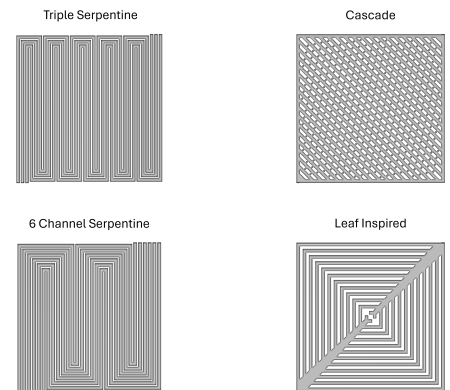 Triple Serpentine
Cascade
6 Channel Serpentine
Leaf Inspired